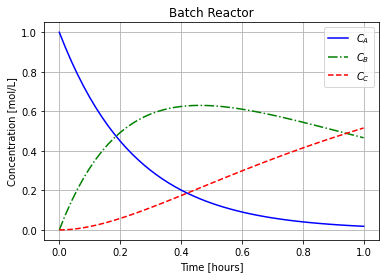 Batch Reactor
Concentration [mol/L]
1.0
0.8
0.6
0.4
0.2
0.0
C_A
C_B
C_C
0.0 0.2 0.4 0.6 0.8 1.0
Time [hours]